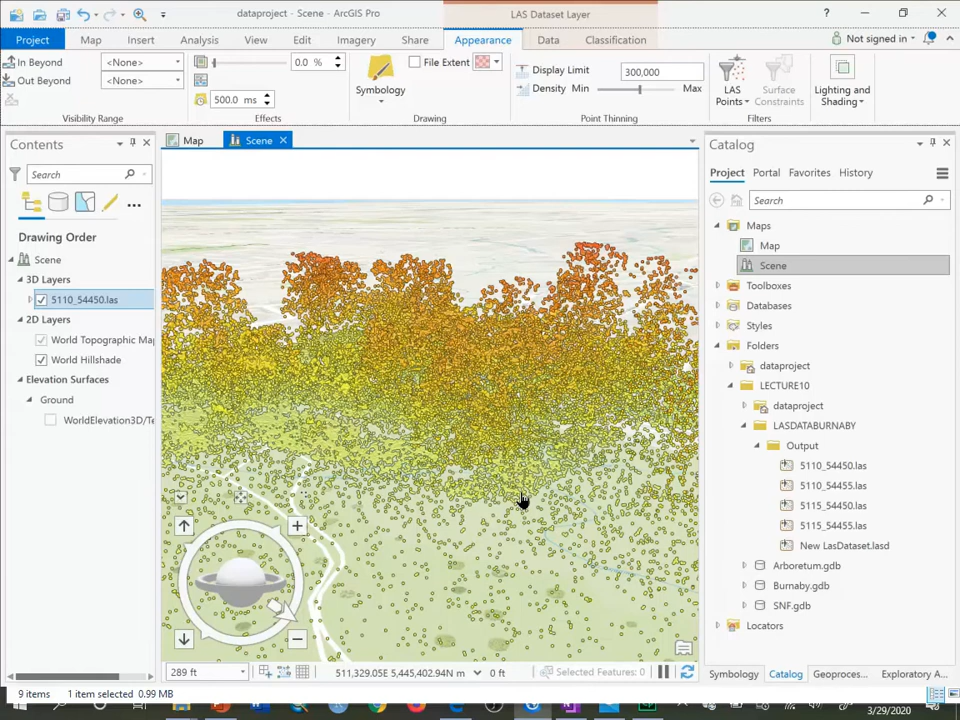 dataproject - Scene - ArcGIS Pro
LAS Dataset Layer
?
Project
Map
Insert
Analysis
View
Edit
Imagery
Share
Appearance
Data
Classification
Not signed in
In Beyond
<None>
0.0 %
File Extent
Display Limit
300,000
Out Beyond
<None>
Density Min
Max
500.0 ms
Symbology
LAS
Points
Surface
Constraints
Lighting and
Shading
Visibility Range
Effects
Drawing
Point Thinning
Filters
Contents
Map
Scene
Catalog
Search
Project
Portal
Favorites
History
Search
Drawing Order
Scene
3D Layers
5110_54450.las
2D Layers
World Topographic Map
World Hillshade
Elevation Surfaces
Ground
WorldElevation3D/Te
Maps
Map
Scene
Toolboxes
Databases
Styles
Folders
dataproject
LECTURE10
dataproject
LASDATABURNABY
Output
5110_54450.las
5110_54455.las
5115_54450.las
5115_54455.las
New LasDataset.lasd
Arboretum.gdb
Burnaby.gdb
SNF.gdb
Locators
289 ft
511,329.05E 5,445,402.94N m
0 ft
Selected Features: 0
Symbology
Catalog
Geoproces...
Exploratory A...
9 items
1 item selected 0.99 MB
3/29/2020